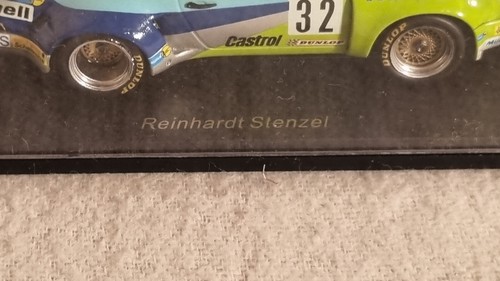 32
Castrol DUNLOP
DUNLOP
DUNLOP
Reinhardt Stenzel